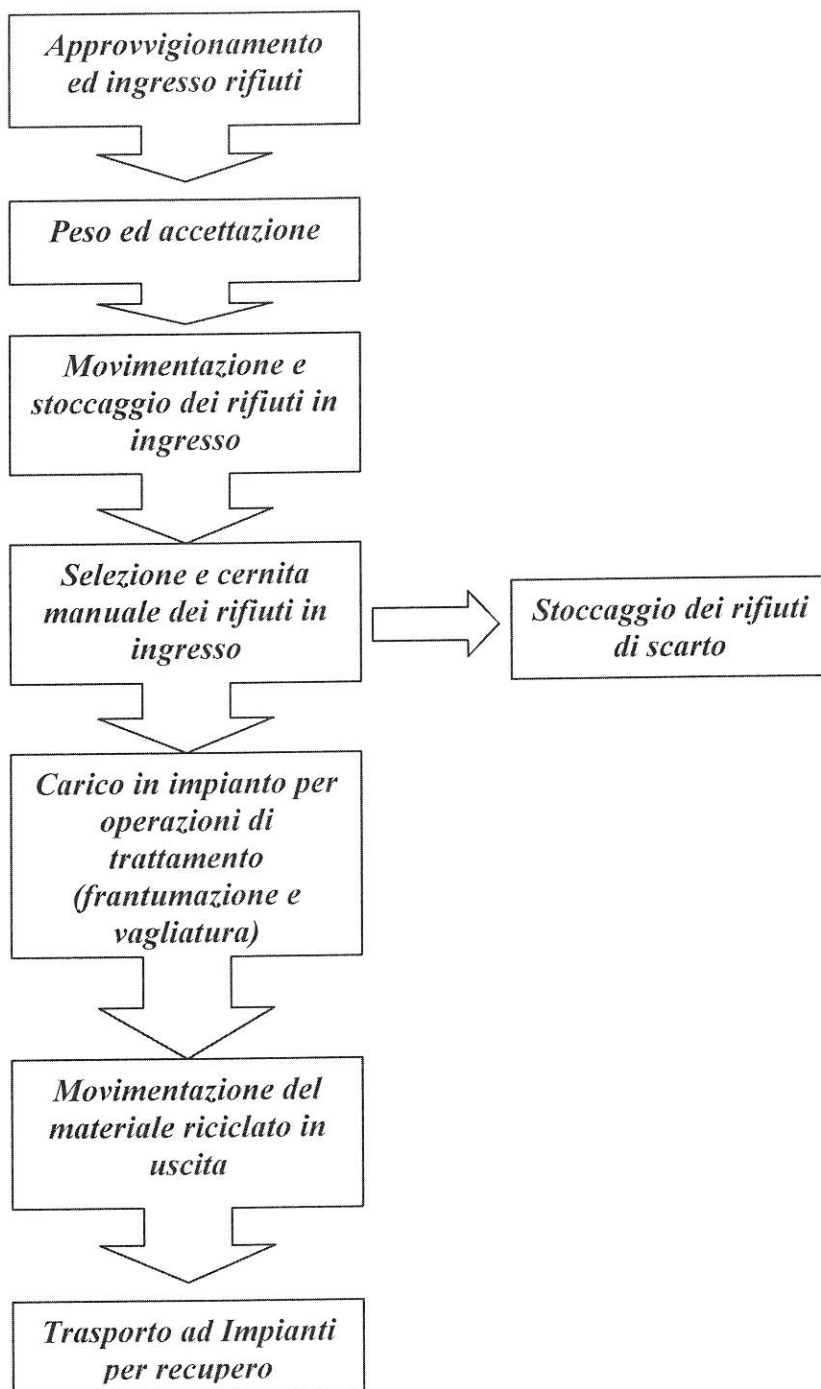 Approvvigionamento
ed ingresso rifiuti
Peso ed accettazione
Movimentazione e
stoccaggio dei rifiuti in
ingresso
Selezione e cernita
manuale dei rifiuti in
ingresso
Stoccaggio dei rifiuti
di scarto
Carico in impianto per
operazioni di
trattamento
(frantumazione e
vagliatura)
Movimentazione del
materiale riciclato in
uscita
Trasporto ad Impianti
per recupero